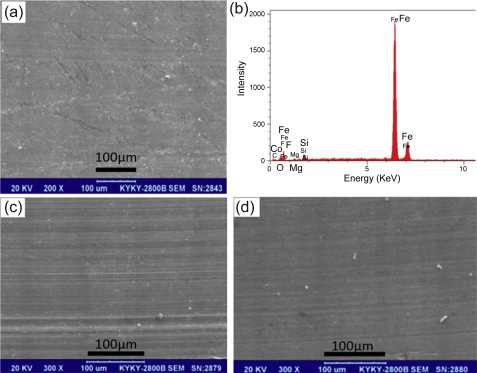 (a)
100µm
20 KV 200 X 100 um KYKY-2800B SEM SN:2843
(b)
2000
1500
1000
500
0
Intensity
Fe Fe
Fe
Fe
Fe
Fe
F F
Co
C
O
Mg
Mg
Si
Si
0 5 10
Energy (KeV)
(c)
100µm
20 KV 300 X 100 um KYKY-2800B SEM SN:2879
(d)
100µm
20 KV 300 X 100 um KYKY-2800B SEM SN:2880